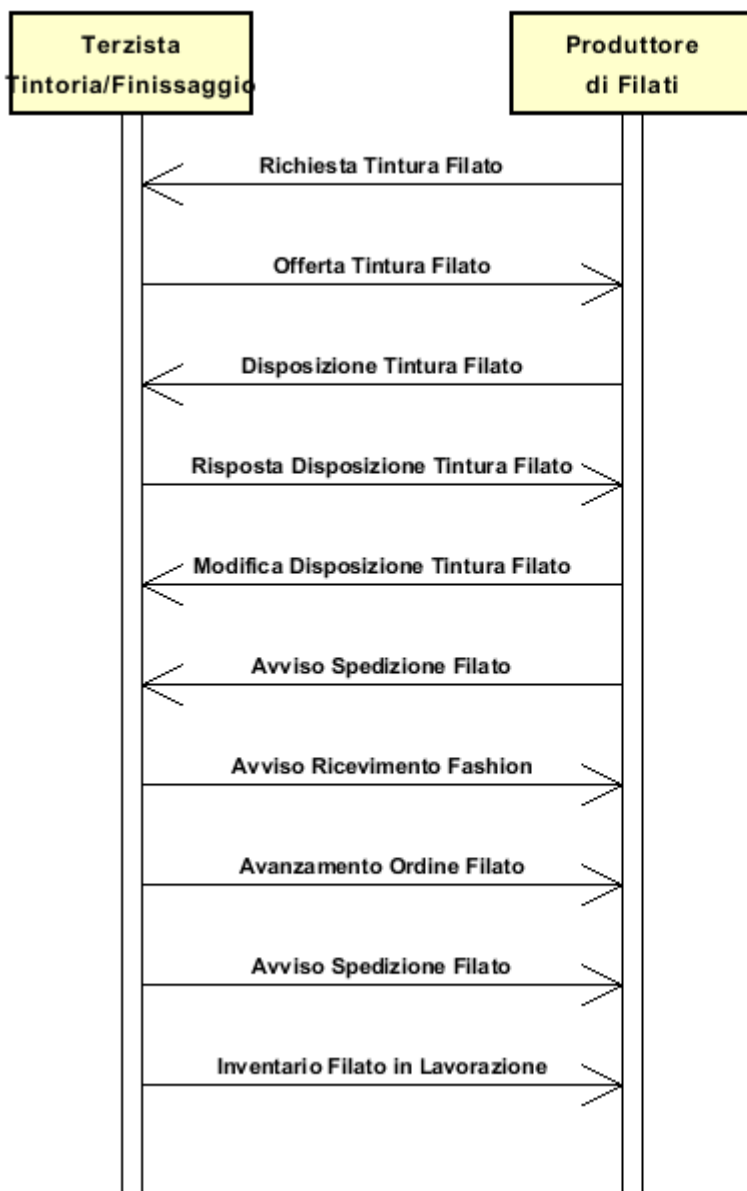 Terzista
Tintoria/Finissaggio
Produttore
di Filati
Richiesta Tintura Filato
Offerta Tintura Filato
Disposizione Tintura Filato
Risposta Disposizione Tintura Filato
Modifica Disposizione Tintura Filato
Avviso Spedizione Filato
Avviso Ricevimento Fashion
Avanzamento Ordine Filato
Avviso Spedizione Filato
Inventario Filato in Lavorazione